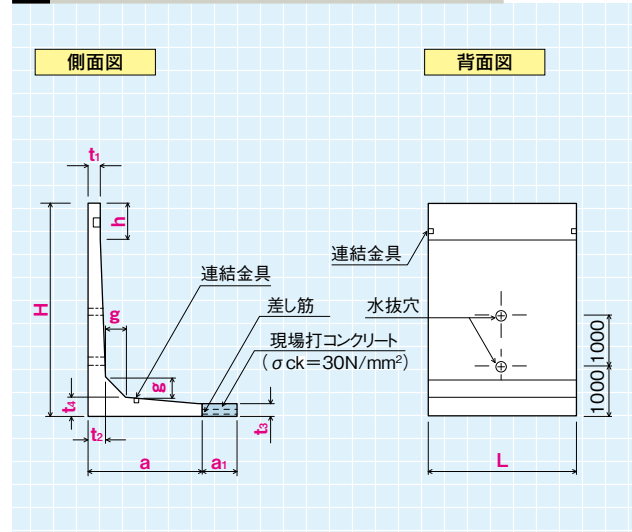 側面図
背面図
t1
h
連結金具
連結金具
差し筋
水抜穴
H
g
現場打コンクリート
(σck=30N/mm²)
g
1000
1000
t4
t3
t2
a
a1
L